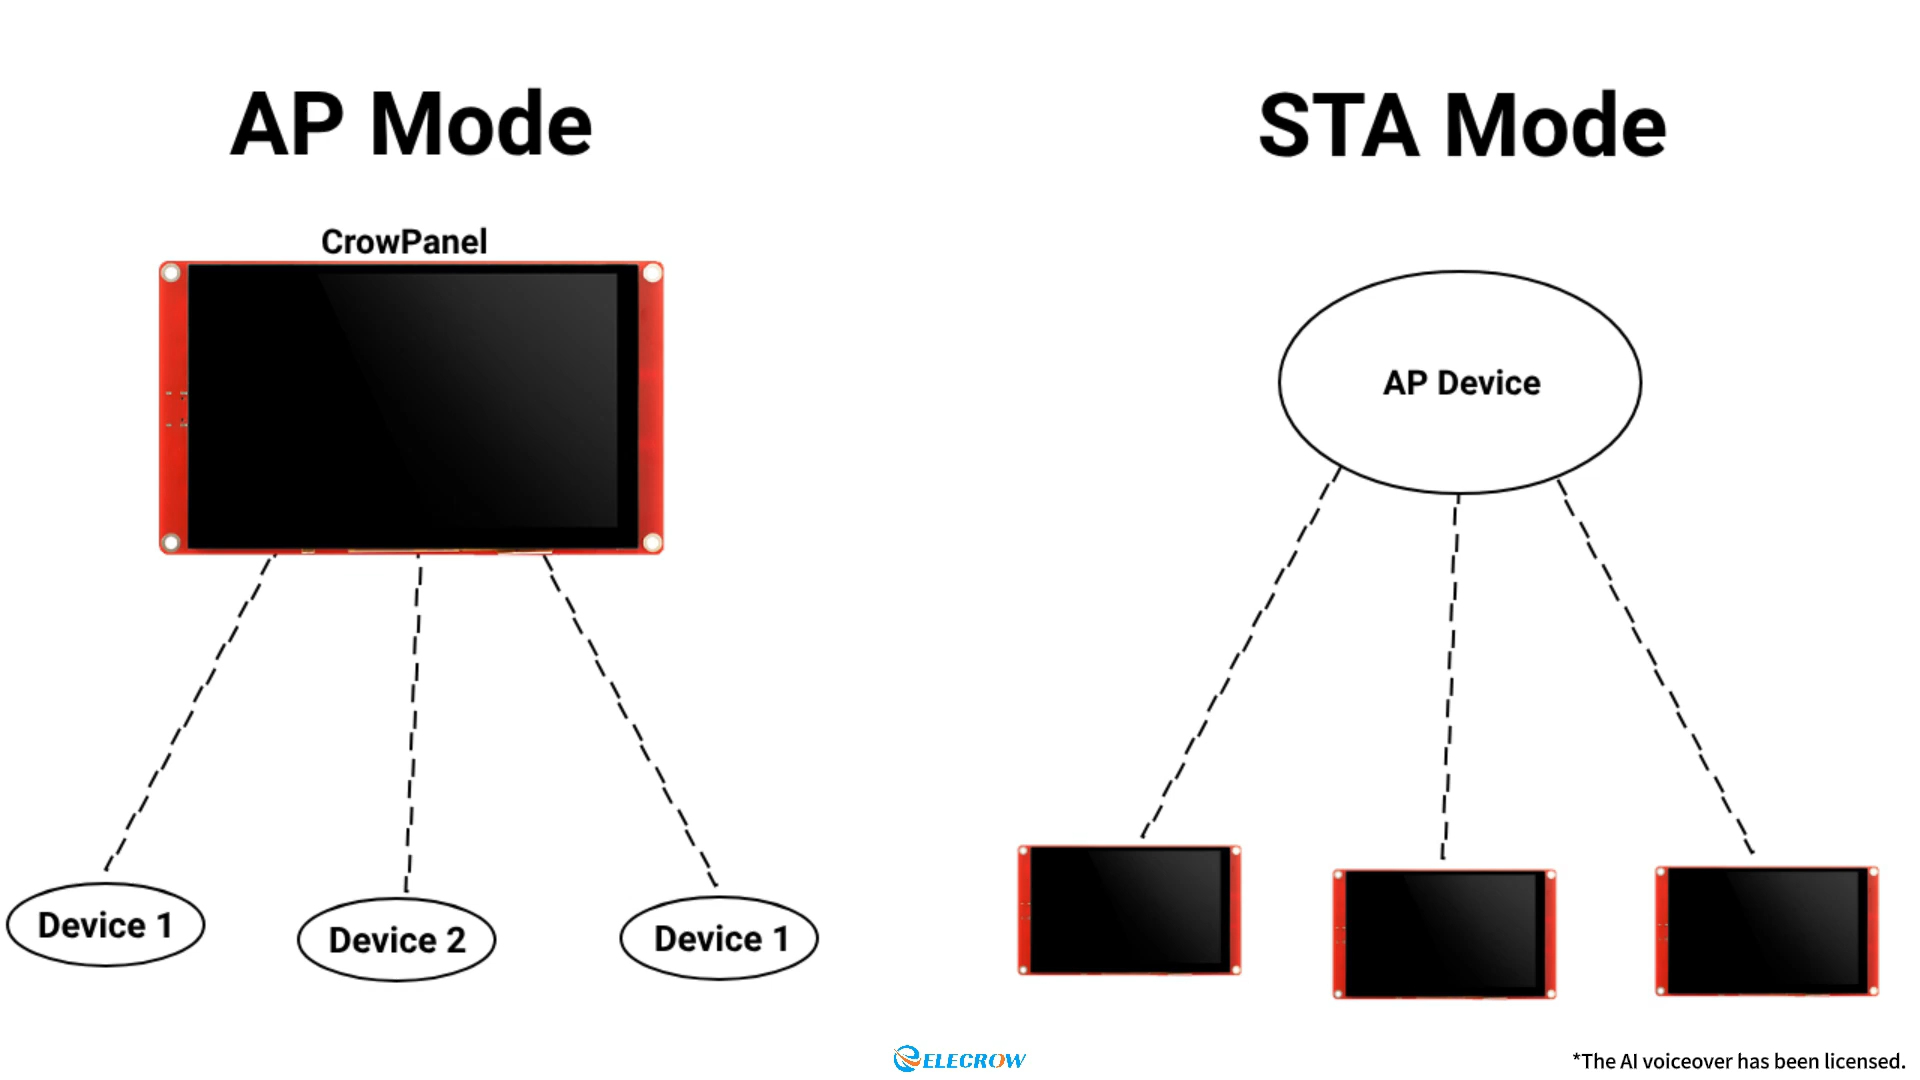 AP Mode
STA Mode
CrowPanel
AP Device
Device 1
Device 2
Device 1
ELECROW
*The AI voiceover has been licensed.